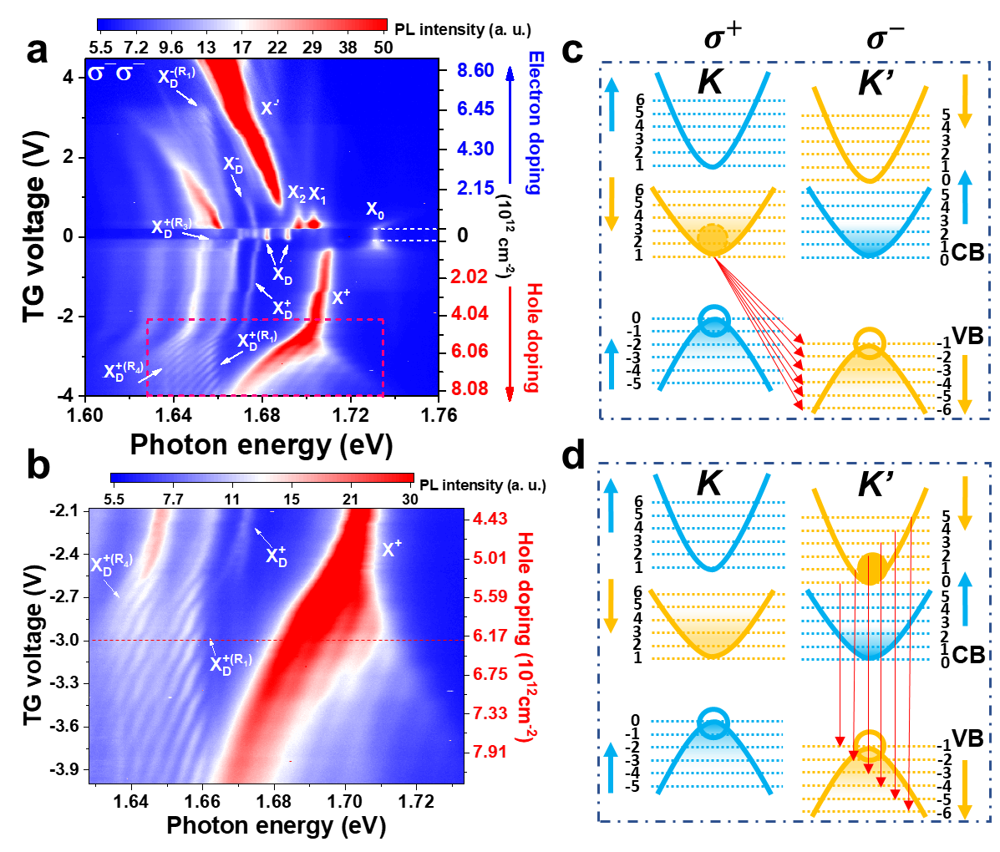 a
5.5 7.2 9.6 13 17 22 29 38 50
PL intensity (a. u.)
σ⁻σ⁻
X_D^-(R₁)
X^-'
X_D^-
X_2^- X_1^-
X_0
X_D^+(R₃)
X_D
X_D^+
X^+
X_D^+(R₁)
X_D^+(R₄)
TG voltage (V)
4
2
0
-2
-4
1.60 1.64 1.68 1.72 1.76
Photon energy (eV)
8.60
6.45
4.30
2.15
0
2.02
4.04
6.06
8.08
Electron doping
(10¹² cm⁻²)
Hole doping
b
5.5 7.7 11 15 21 30
PL intensity (a. u.)
X_D^+(R₄)
X_D^+
X^+
X_D^+(R₁)
TG voltage (V)
-2.1
-2.4
-2.7
-3.0
-3.3
-3.6
-3.9
1.64 1.66 1.68 1.70 1.72
Photon energy (eV)
4.43
5.01
5.59
6.17
6.75
7.33
7.91
Hole doping (10¹²cm⁻²)
c
σ⁺ σ⁻
K K’
6
5
4
3
2
1
6
5
4
3
2
1
0
-1
-2
-3
-4
-5
5
4
3
2
1
0
5
4
3
2
1
0
CB
VB
-1
-2
-3
-4
-5
-6
d
K K’
6
5
4
3
2
1
6
5
4
3
2
1
0
-1
-2
-3
-4
-5
5
4
3
2
1
0
5
4
3
2
1
0
CB
VB
-1
-2
-3
-4
-5
-6